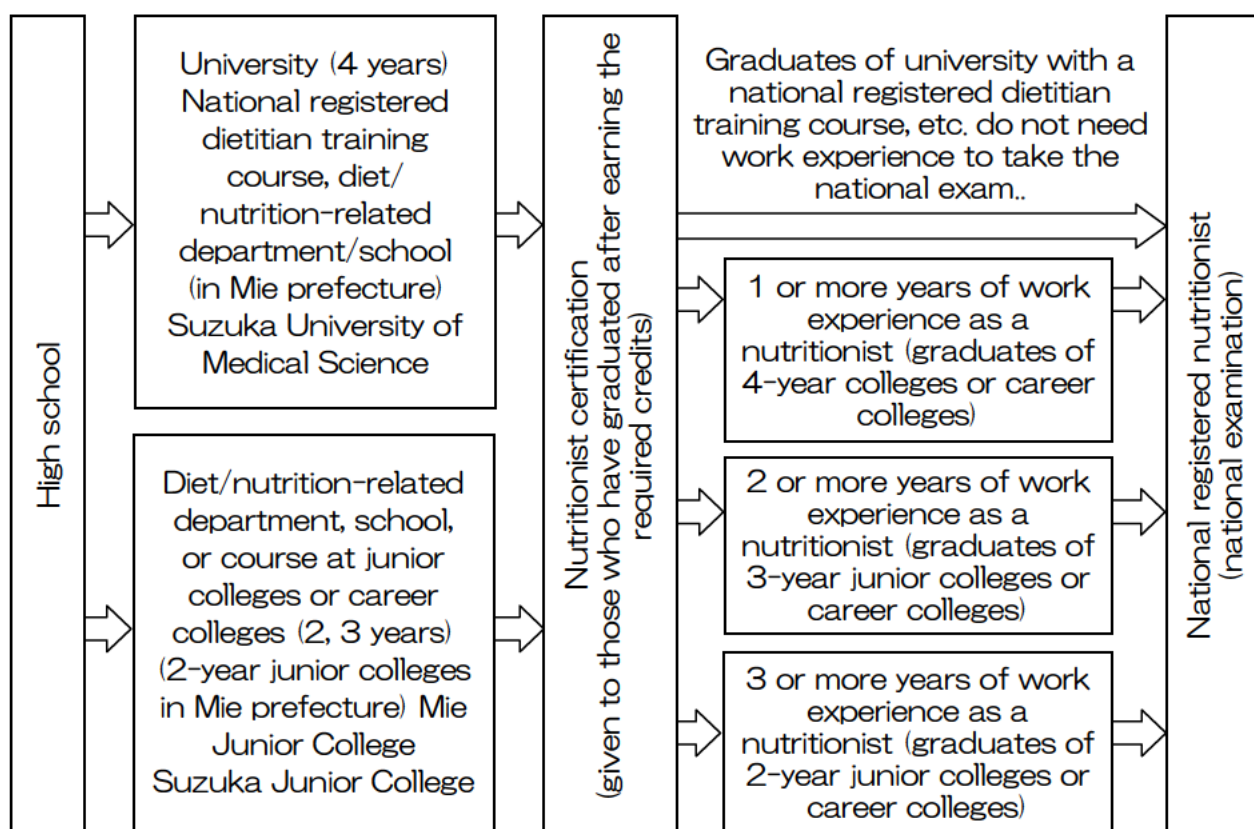 High school
University (4 years)
National registered
dietitian training
course, diet/
nutrition-related
department/school
(in Mie prefecture)
Suzuka University of
Medical Science
Diet/nutrition-related
department, school,
or course at junior
colleges or career
colleges (2, 3 years)
(2-year junior colleges
in Mie prefecture) Mie
Junior College
Suzuka Junior College
Nutritionist certification
(given to those who have graduated after earning the
required credits)
Graduates of university with a
national registered dietitian
training course, etc. do not need
work experience to take the
national exam..
1 or more years of work
experience as a
nutritionist (graduates of
4-year colleges or career
colleges)
2 or more years of work
experience as a
nutritionist (graduates of
3-year junior colleges or
career colleges)
3 or more years of work
experience as a
nutritionist (graduates of
2-year junior colleges or
career colleges)
National registered nutritionist
(national examination)